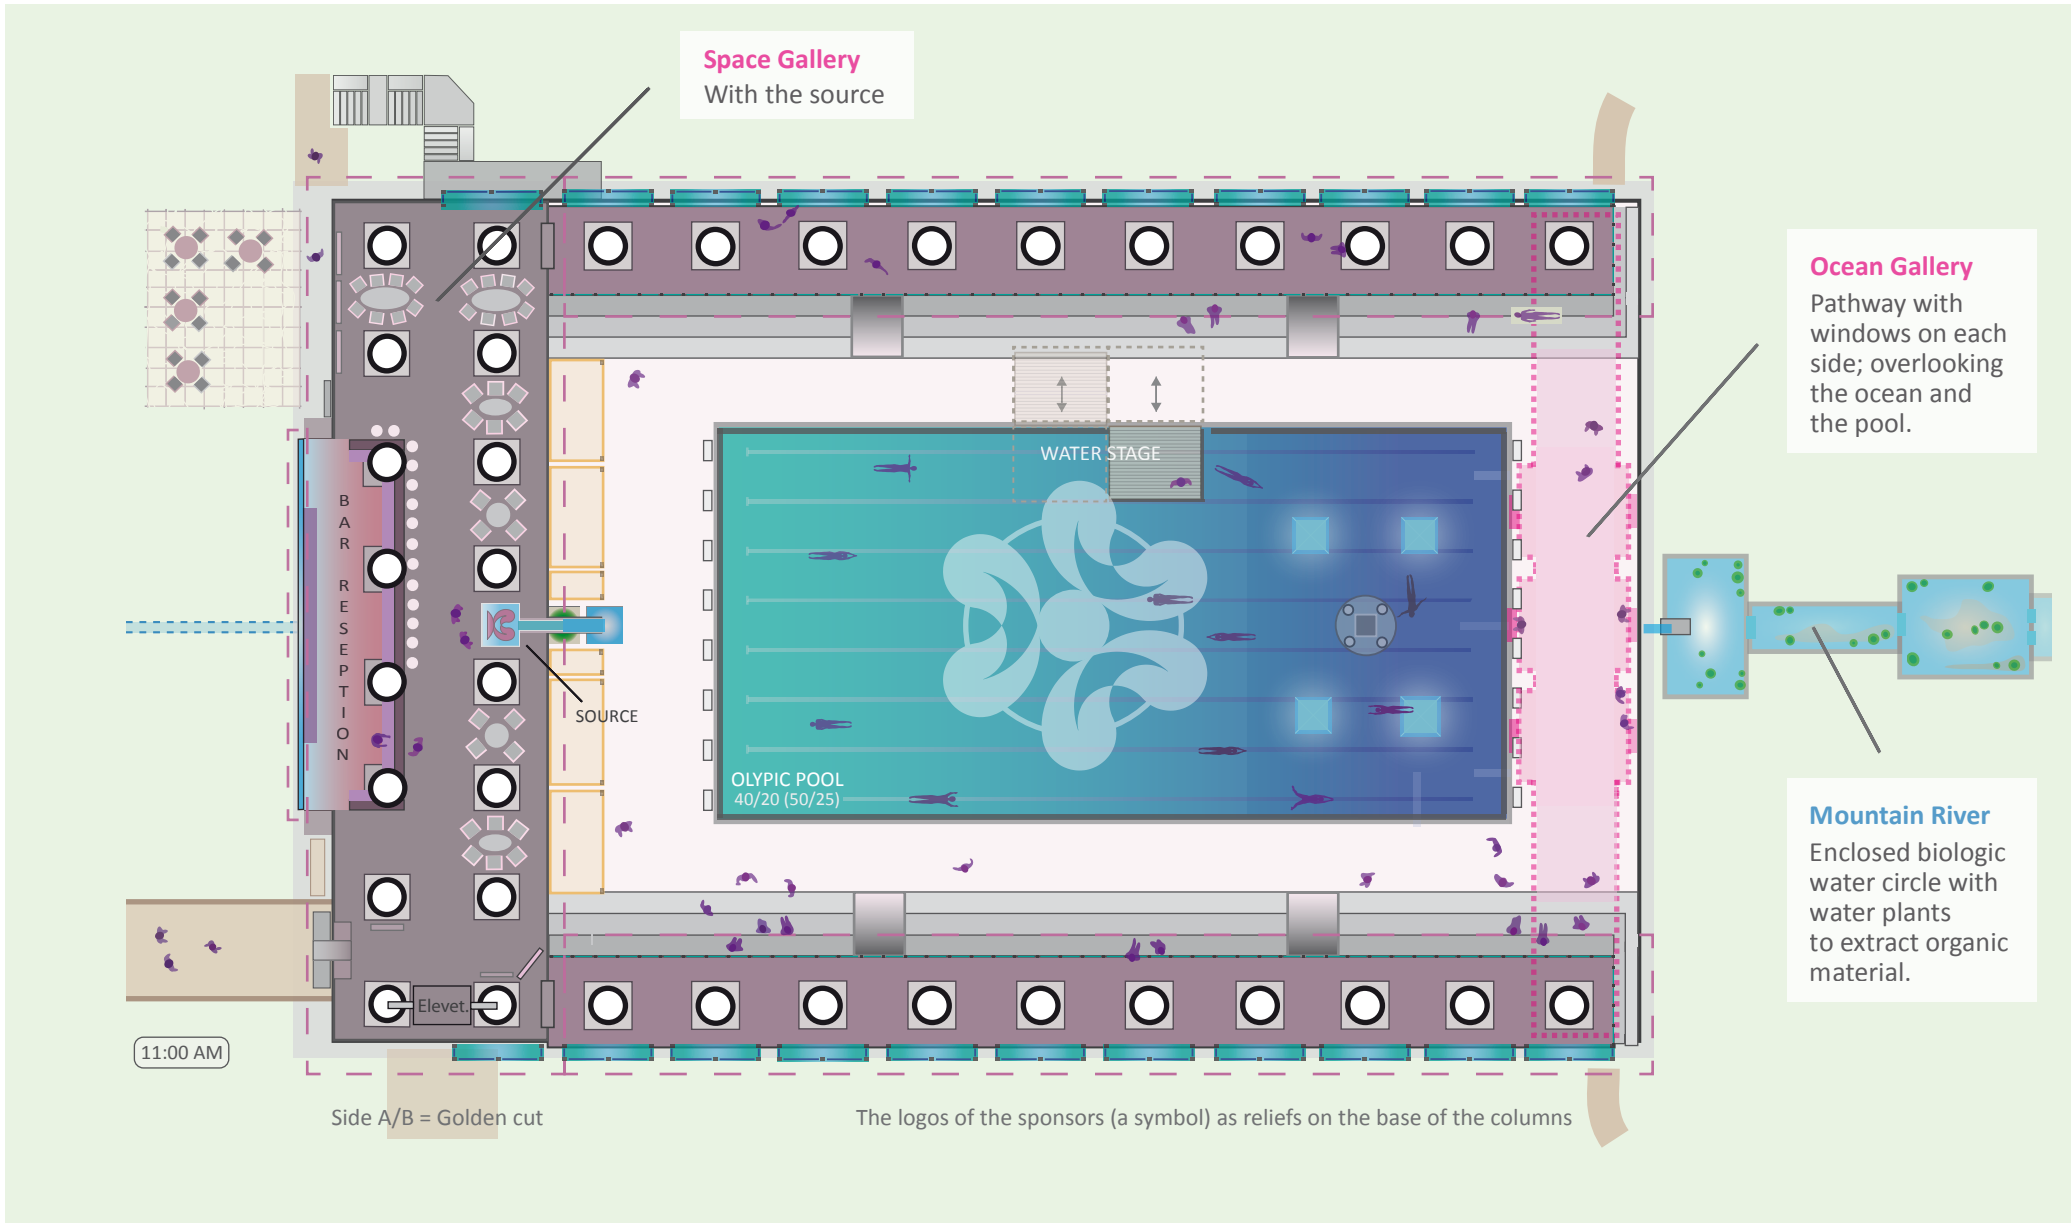 Space Gallery
With the source
Ocean Gallery
Pathway with
windows on each
side; overlooking
the ocean and
the pool.
WATER STAGE
BAR RESEPTION
SOURCE
OLYPIC POOL
40/20 (50/25)
Mountain River
Enclosed biologic
water circle with
water plants
to extract organic
material.
Elevet.
11:00 AM
Side A/B = Golden cut
The logos of the sponsors (a symbol) as reliefs on the base of the columns